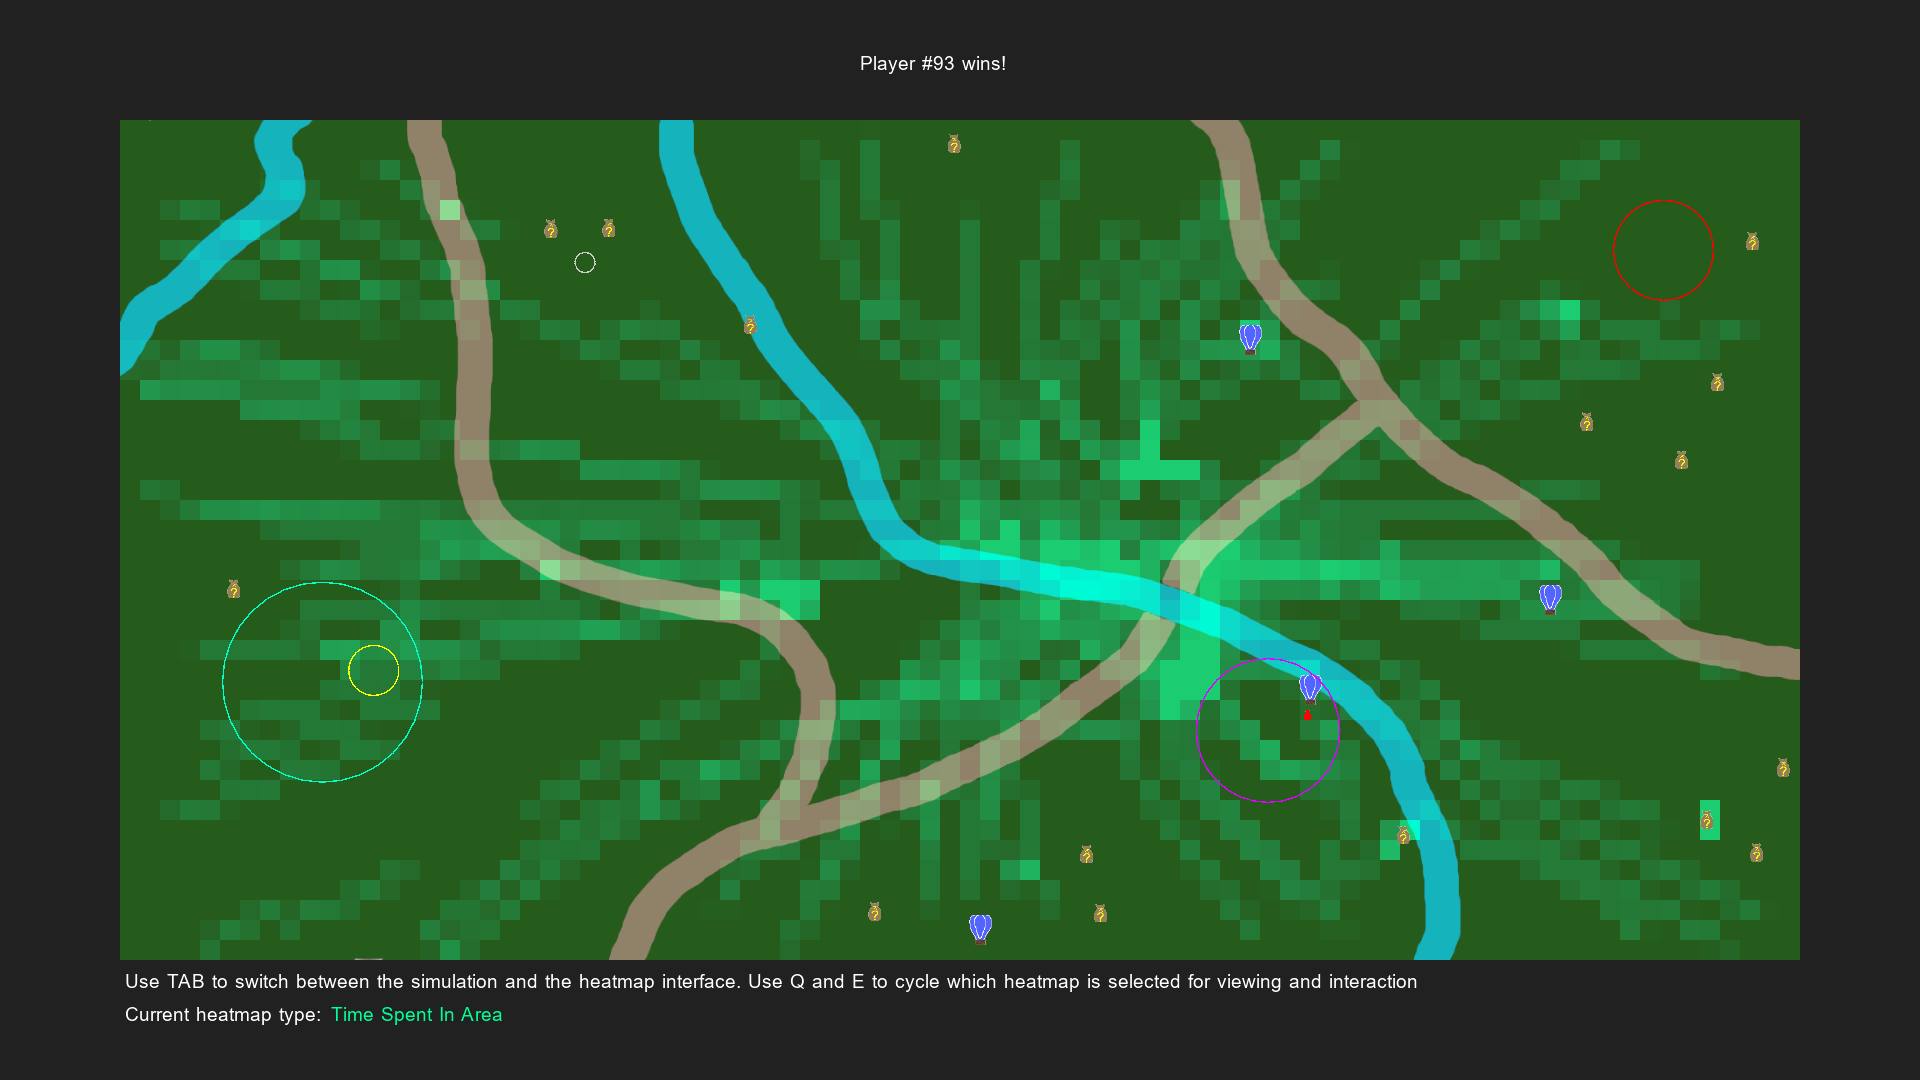 Player #93 wins!
Use TAB to switch between the simulation and the heatmap interface. Use Q and E to cycle which heatmap is selected for viewing and interaction
Current heatmap type: Time Spent In Area